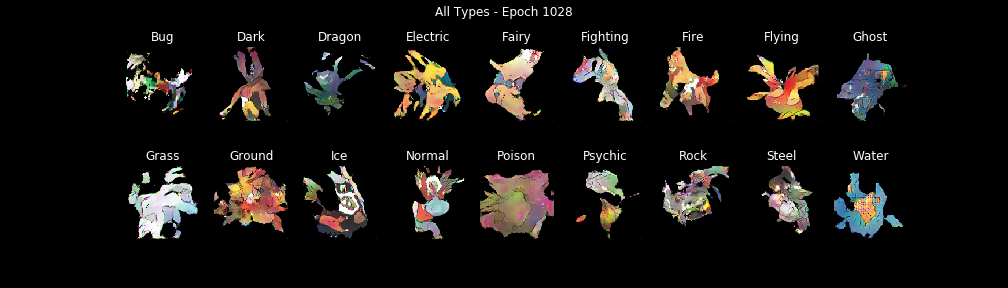 All Types - Epoch 1028
Bug Dark Dragon Electric Fairy Fighting Fire Flying Ghost
Grass Ground Ice Normal Poison Psychic Rock Steel Water